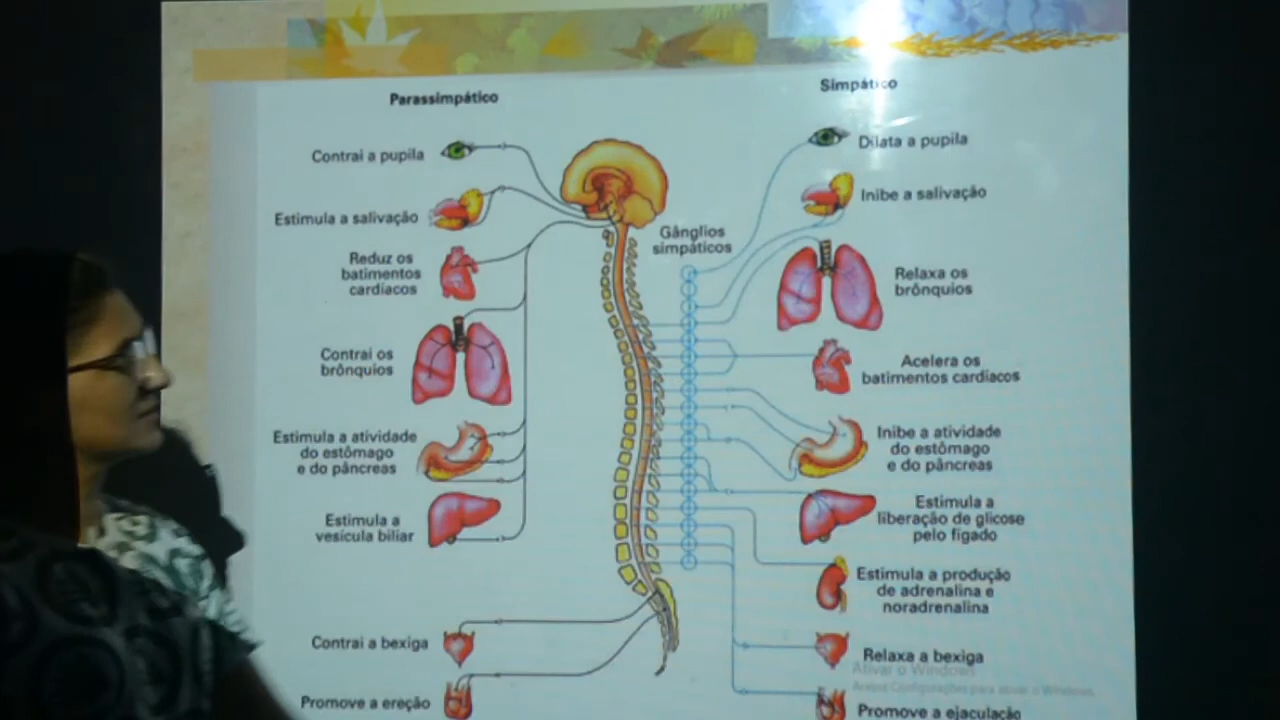 Parassimpático
Simpático
Contrai a pupila
Estimula a salivação
Reduz os
batimentos
cardíacos
Contrai os
brônquios
Estimula a atividade
do estômago
e do pâncreas
Estimula a
vesícula biliar
Contrai a bexiga
Promove a ereção
Gânglios
simpáticos
Dilata a pupila
Inibe a salivação
Relaxa os
brônquios
Acelera os
batimentos cardíacos
Inibe a atividade
do estômago
e do pâncreas
Estimula a
liberação de glicose
pelo fígado
Estimula a produção
de adrenalina e
noradrenalina
Relaxa a bexiga
Ativar o Windows
Acesse Configurações para ativar o Windows.
Promove a ejaculação